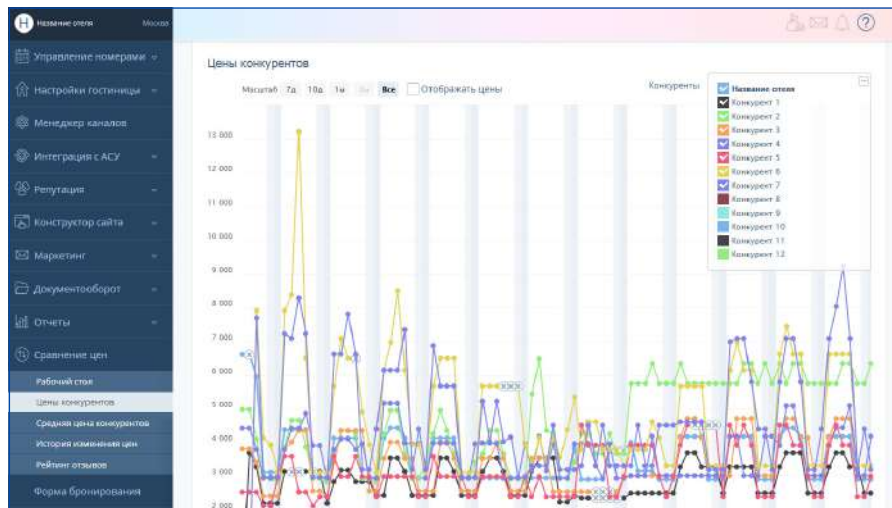 H Название отеля Москва
Управление номерами
Настройки гостиницы
Менеджер каналов
Интеграция с АСУ
Репутация
Конструктор сайта
Маркетинг
Документооборот
Отчеты
Сравнение цен
Рабочий стол
Цены конкурентов
Средняя цена конкурентов
История изменения цен
Рейтинг отзывов
Форма бронирования
Цены конкурентов
Масштаб 7д 10д 1м Все Отображать цены
Конкуренты
Название отеля
Конкурент 1
Конкурент 2
Конкурент 3
Конкурент 4
Конкурент 5
Конкурент 6
Конкурент 7
Конкурент 8
Конкурент 9
Конкурент 10
Конкурент 11
Конкурент 12
13 000
12 000
11 000
10 000
9 000
8 000
7 000
6 000
5 000
4 000
3 000
2 000